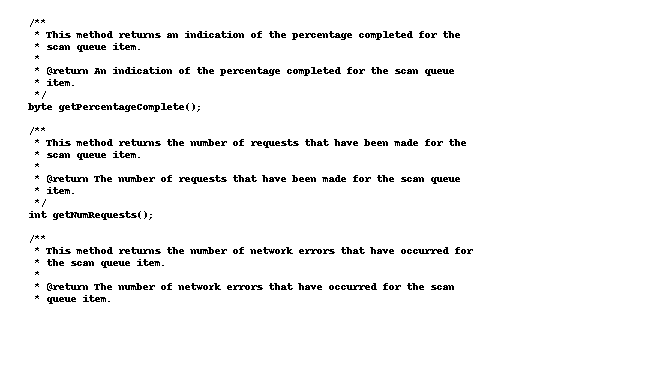 /**
 * This method returns an indication of the percentage completed for the
 * scan queue item.
 *
 * @return An indication of the percentage completed for the scan queue
 * item.
 */
byte getPercentageComplete();
/**
 * This method returns the number of requests that have been made for the
 * scan queue item.
 *
 * @return The number of requests that have been made for the scan queue
 * item.
 */
int getNumRequests();
/**
 * This method returns the number of network errors that have occurred for
 * the scan queue item.
 *
 * @return The number of network errors that have occurred for the scan
 * queue item.